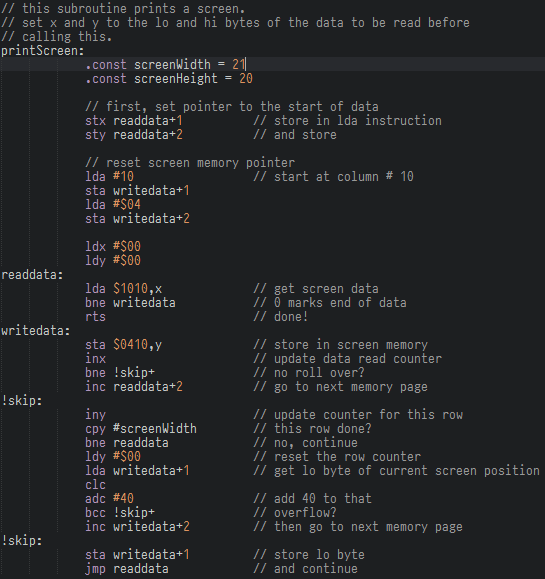 // this subroutine prints a screen.
// set x and y to the lo and hi bytes of the data to be read before
// calling this.
printScreen:
.const screenWidth = 21
.const screenHeight = 20
// first, set pointer to the start of data
stx readdata+1 // store in lda instruction
sty readdata+2 // and store
// reset screen memory pointer
lda #10 // start at column # 10
sta writedata+1
lda #$04
sta writedata+2
ldx #$00
ldy #$00
readdata:
lda $1010,x // get screen data
bne writedata // 0 marks end of data
rts // done!
writedata:
sta $0410,y // store in screen memory
inx // update data read counter
bne !skip+ // no roll over?
inc readdata+2 // go to next memory page
!skip:
iny // update counter for this row
cpy #screenWidth // this row done?
bne readdata // no, continue
ldy #$00 // reset the row counter
lda writedata+1 // get lo byte of current screen position
clc
adc #40 // add 40 to that
bcc !skip+ // overflow?
inc writedata+2 // then go to next memory page
!skip:
sta writedata+1 // store lo byte
jmp readdata // and continue